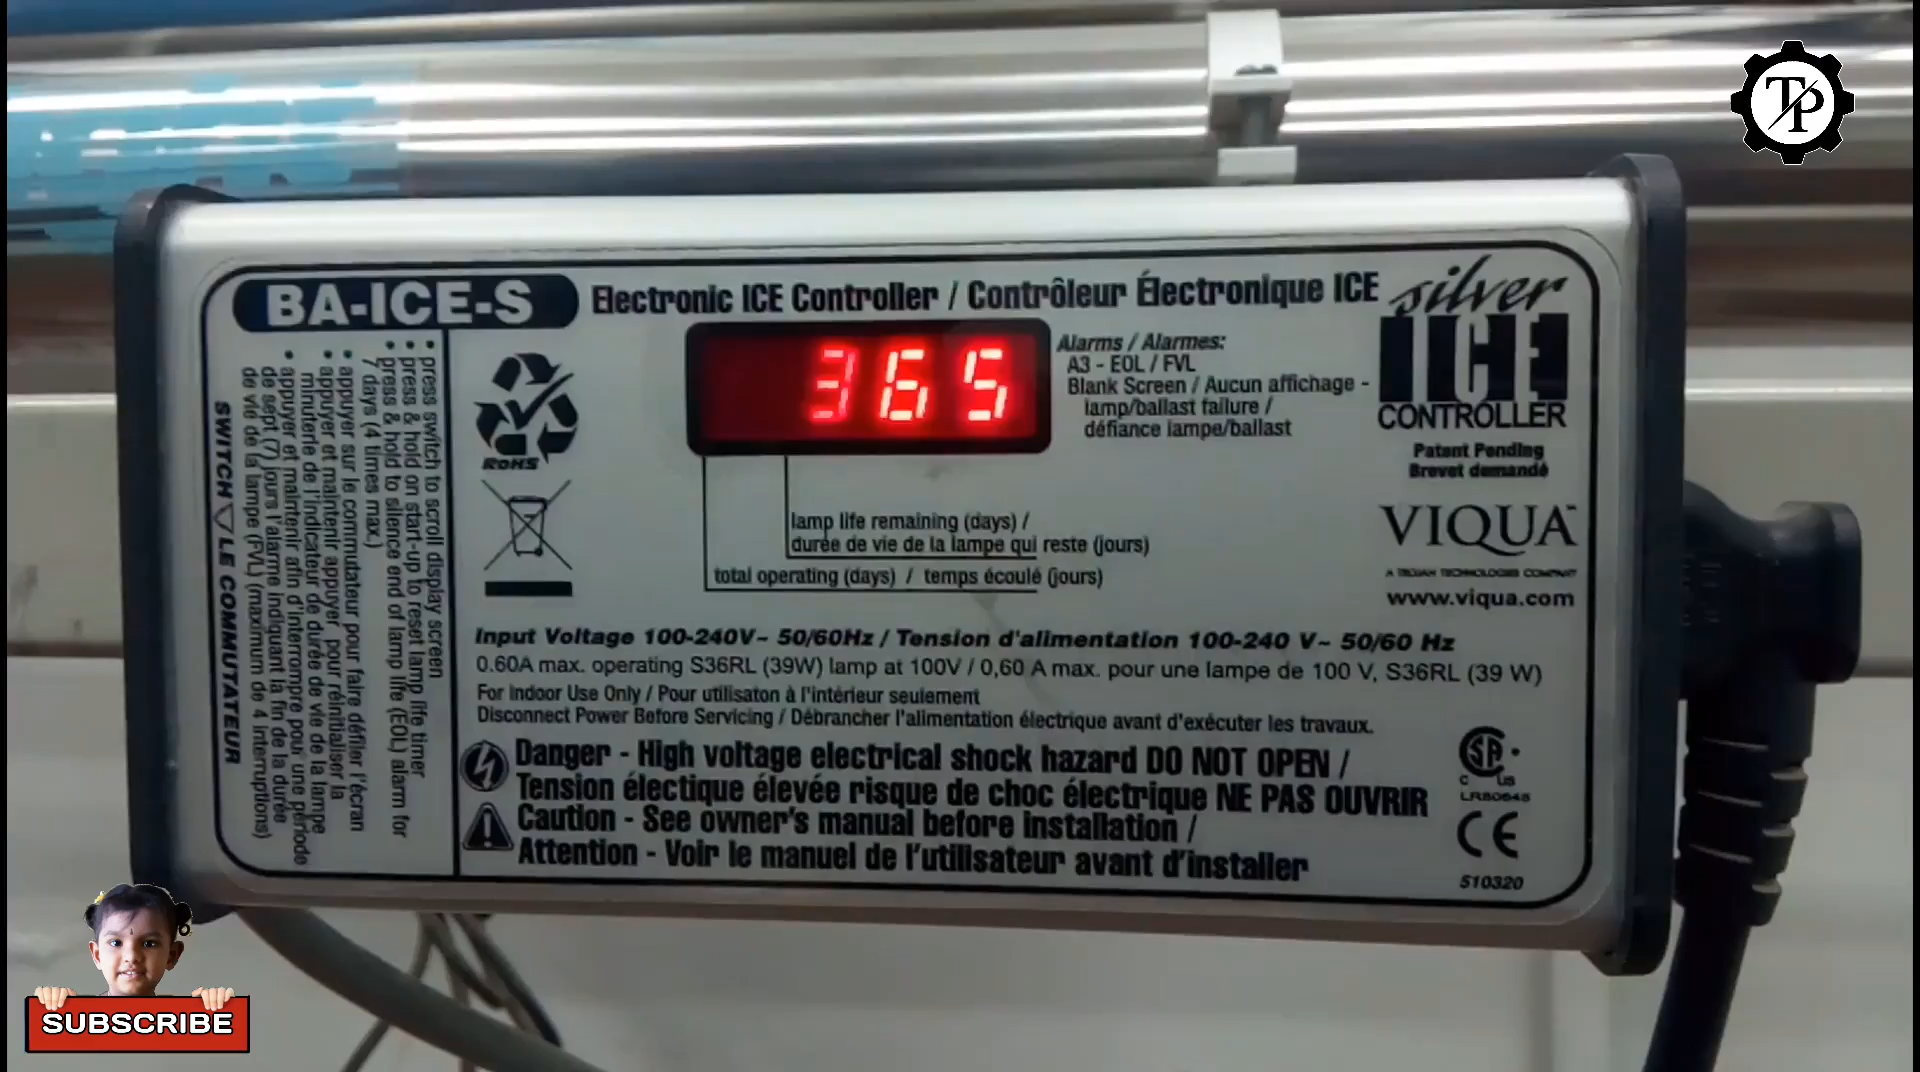 TP
BA-ICE-S
Electronic ICE Controller / Contrôleur Électronique ICE
silver
ICE
CONTROLLER
Patent Pending
Brevet demandé
365
Alarms / Alarmes:
A3 - EOL / FVL
Blank Screen / Aucun affichage -
lamp/ballast failure /
défiance lampe/ballast
RoHS
lamp life remaining (days) /
durée de vie de la lampe qui reste (jours)
total operating (days) / temps écoulé (jours)
VIQUA™
A TROJAN TECHNOLOGIES COMPANY
www.viqua.com
• press switch to scroll display screen
• press & hold on start-up to reset lamp life timer
• press & hold to silence end of lamp life (EOL) alarm for
7 days (4 times max.)
• appuyer sur le commutateur pour faire défiler l'écran
• appuyer et maintenir appuyer, pour réinitialiser la
minuterie de l'indicateur de durée de vie de la lampe
• appuyer et maintenir afin d'interrompre pour une période
de sept (7) jours l'alarme indiquant la fin de la durée
de vie de la lampe (FVL) (maximum de 4 interruptions)
SWITCH ▽ LE COMMUTATEUR
Input Voltage 100-240V~ 50/60Hz / Tension d'alimentation 100-240 V~ 50/60 Hz
0.60A max. operating S36RL (39W) lamp at 100V / 0,60 A max. pour une lampe de 100 V, S36RL (39 W)
For Indoor Use Only / Pour utilisaton à l'intérieur seulement
Disconnect Power Before Servicing / Débrancher l'alimentation électrique avant d'exécuter les travaux.
Danger - High voltage electrical shock hazard DO NOT OPEN /
Tension électique élevée risque de choc électrique NE PAS OUVRIR
Caution - See owner's manual before installation /
Attention - Voir le manuel de l'utilisateur avant d'installer
C US
LR80645
CE
510320
SUBSCRIBE